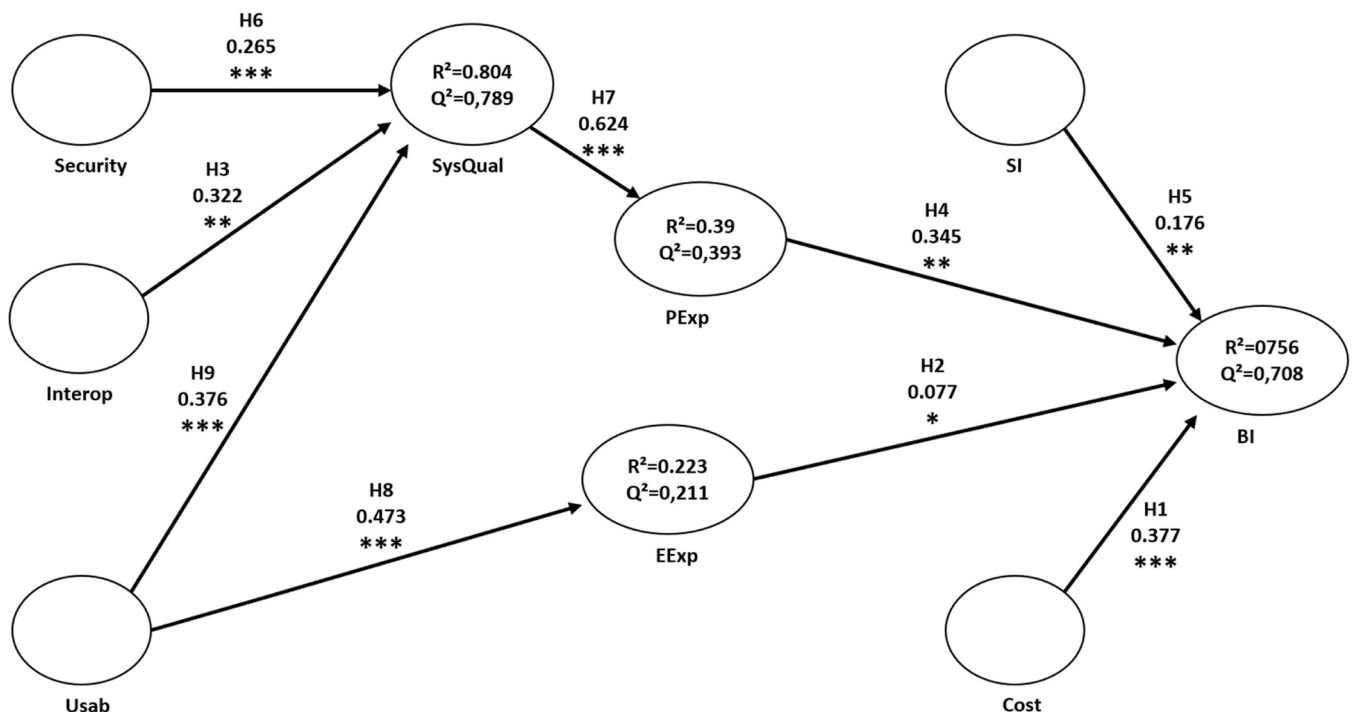 H6
0.265
***
Security
R²=0.804
Q²=0,789
SysQual
H7
0.624
***
SI
H3
0.322
**
Interop
R²=0.39
Q²=0,393
PExp
H4
0.345
**
H5
0.176
**
R²=0756
Q²=0,708
BI
H9
0.376
***
H2
0.077
*
H8
0.473
***
R²=0.223
Q²=0,211
EExp
H1
0.377
***
Usab
Cost